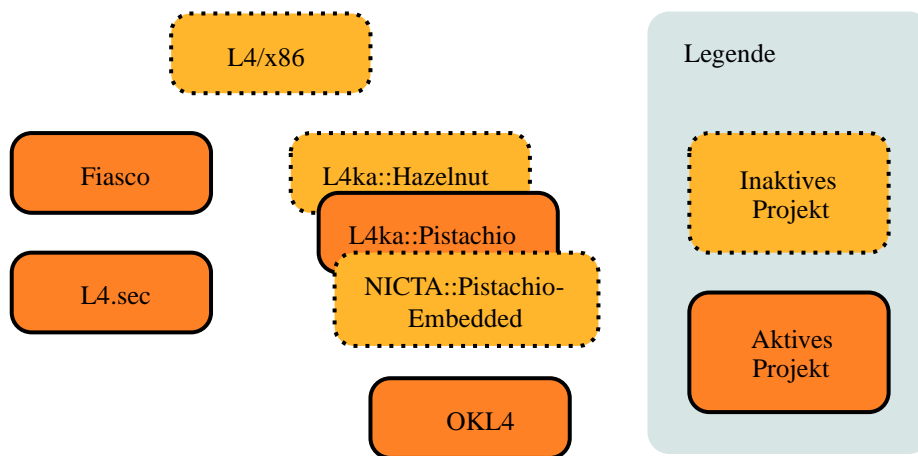 L4/x86
Fiasco
L4ka::Hazelnut
L4ka::Pistachio
L4.sec
NICTA::Pistachio-
Embedded
OKL4
Legende
Inaktives
Projekt
Aktives
Projekt